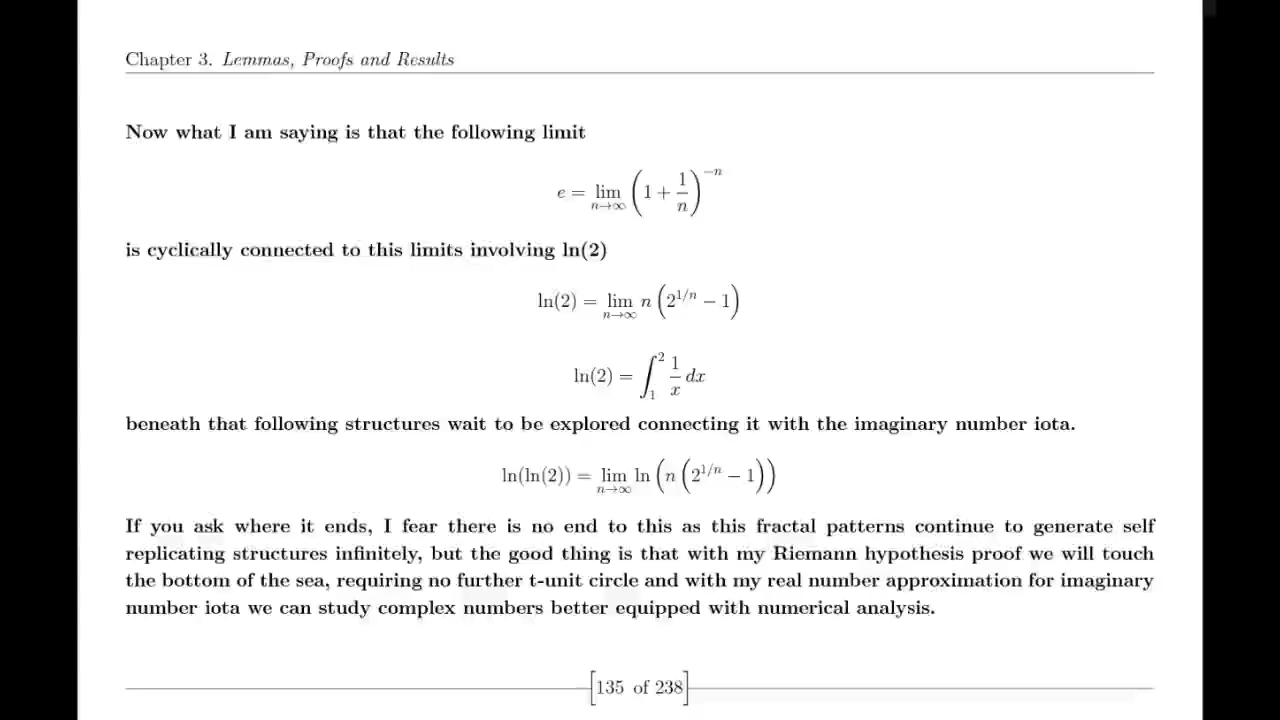 Chapter 3. Lemmas, Proofs and Results
Now what I am saying is that the following limit
e = lim n→∞ (1 + 1/n)^−n
is cyclically connected to this limits involving ln(2)
ln(2) = lim n→∞ n (2^1/n − 1)
ln(2) = ∫₁² 1/x dx
beneath that following structures wait to be explored connecting it with the imaginary number iota.
ln(ln(2)) = lim n→∞ ln (n (2^1/n − 1))
If you ask where it ends, I fear there is no end to this as this fractal patterns continue to generate self
replicating structures infinitely, but the good thing is that with my Riemann hypothesis proof we will touch
the bottom of the sea, requiring no further t-unit circle and with my real number approximation for imaginary
number iota we can study complex numbers better equipped with numerical analysis.
[135 of 238]